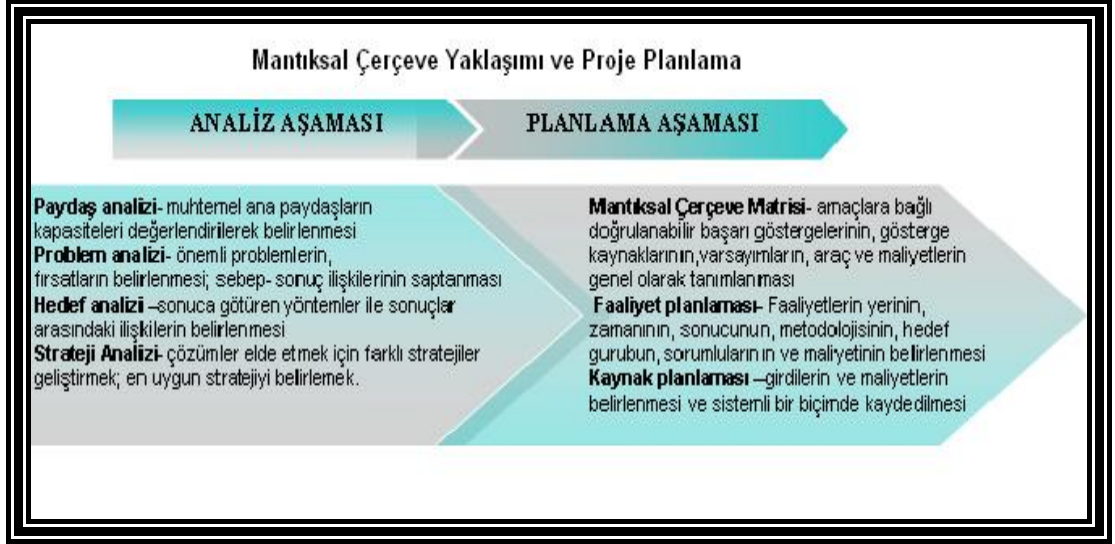 Mantıksal Çerçeve Yaklaşımı ve Proje Planlama
ANALİZ AŞAMASI
PLANLAMA AŞAMASI
Paydaş analizi- muhtemel ana paydaşların
kapasiteleri değerlendirilerek belirlenmesi
Problem analizi- önemli problemlerin,
fırsatların belirlenmesi; sebep- sonuç ilişkilerinin saptanması
Hedef analizi –sonuca götüren yöntemler ile sonuçlar
arasındaki ilişkilerin belirlenmesi
Strateji Analizi- çözümler elde etmek için farklı stratejiler
geliştirmek; en uygun stratejiyi belirlemek.
Mantıksal Çerçeve Matrisi- amaçlara bağlı
doğrulanabilir başarı göstergelerinin, gösterge
kaynaklarının,varsayımların, araç ve maliyetlerin
genel olarak tanımlanması
Faaliyet planlaması- Faaliyetlerin yerinin,
zamanının, sonucunun, metodolojisinin, hedef
gurubun, sorumlularının ve maliyetinin belirlenmesi
Kaynak planlaması –girdilerin ve maliyetlerin
belirlenmesi ve sistemli bir biçimde kaydedilmesi